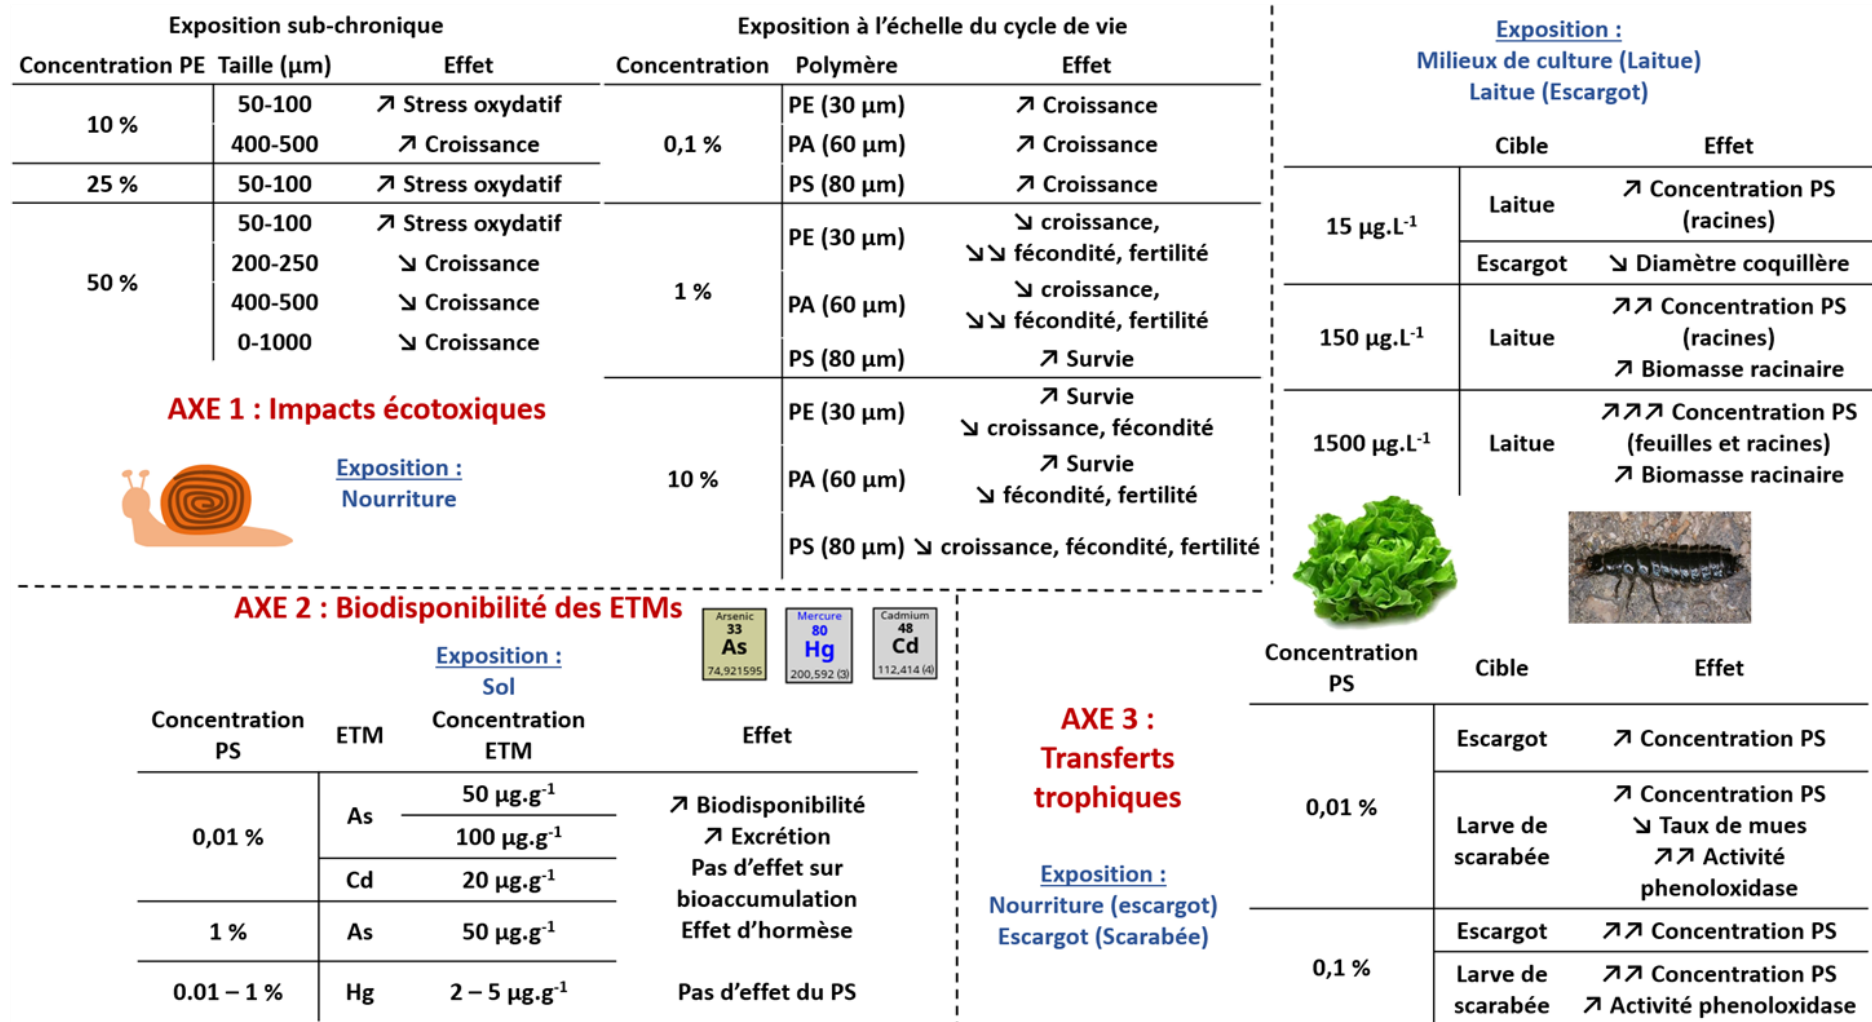 Exposition sub-chronique
Concentration PE Taille (µm) Effet
10 %
50-100 ↗ Stress oxydatif
400-500 ↗ Croissance
25 % 50-100 ↗ Stress oxydatif
50 %
50-100 ↗ Stress oxydatif
200-250 ↘ Croissance
400-500 ↘ Croissance
0-1000 ↘ Croissance
AXE 1 : Impacts écotoxiques
Exposition :
Nourriture
Exposition à l’échelle du cycle de vie
Concentration Polymère Effet
0,1 %
PE (30 µm) ↗ Croissance
PA (60 µm) ↗ Croissance
PS (80 µm) ↗ Croissance
1 %
PE (30 µm) ↘ croissance,
↘↘ fécondité, fertilité
PA (60 µm) ↘ croissance,
↘↘ fécondité, fertilité
PS (80 µm) ↗ Survie
10 %
PE (30 µm) ↗ Survie
↘ croissance, fécondité
PA (60 µm) ↗ Survie
↘ fécondité, fertilité
PS (80 µm) ↘ croissance, fécondité, fertilité
Exposition :
Milieux de culture (Laitue)
Laitue (Escargot)
Cible Effet
15 µg.L-1
Laitue ↗ Concentration PS
(racines)
Escargot ↘ Diamètre coquillère
150 µg.L-1 Laitue ↗↗ Concentration PS
(racines)
↗ Biomasse racinaire
1500 µg.L-1 Laitue ↗↗↗ Concentration PS
(feuilles et racines)
↗ Biomasse racinaire
AXE 2 : Biodisponibilité des ETMs
Arsenic
33
As
74,921595
Mercure
80
Hg
200,592 (3)
Cadmium
48
Cd
112,414 (4)
Exposition :
Sol
Concentration
PS
ETM
Concentration
ETM
Effet
0,01 %
As
50 µg.g-1
100 µg.g-1
Cd 20 µg.g-1
1 % As 50 µg.g-1
↗ Biodisponibilité
↗ Excrétion
Pas d’effet sur
bioaccumulation
Effet d’hormèse
0.01 – 1 % Hg 2 – 5 µg.g-1 Pas d’effet du PS
AXE 3 :
Transferts
trophiques
Exposition :
Nourriture (escargot)
Escargot (Scarabée)
Concentration
PS
Cible Effet
0,01 %
Escargot ↗ Concentration PS
Larve de
scarabée
↗ Concentration PS
↘ Taux de mues
↗↗ Activité
phenoloxidase
0,1 %
Escargot ↗↗ Concentration PS
Larve de
scarabée
↗↗ Concentration PS
↗ Activité phenoloxidase